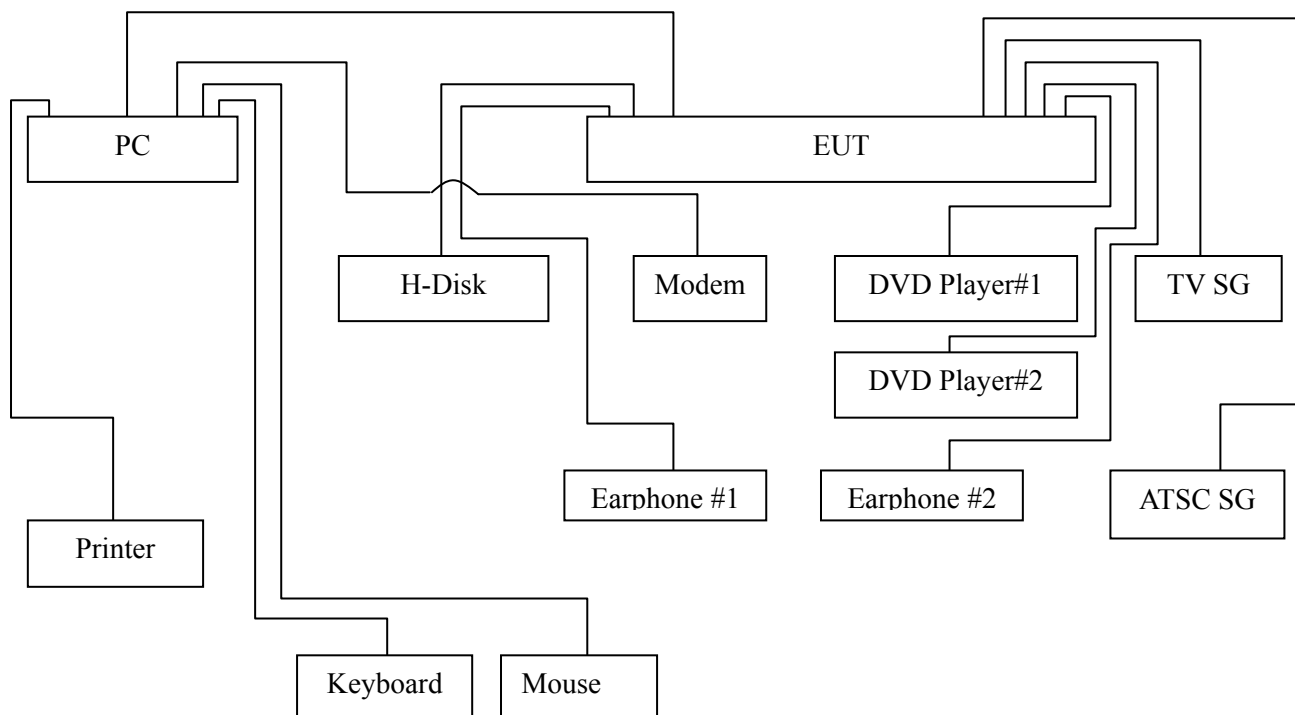 PC
EUT
H-Disk
Modem
DVD Player#1
TV SG
DVD Player#2
Earphone #1
Earphone #2
ATSC SG
Printer
Keyboard
Mouse